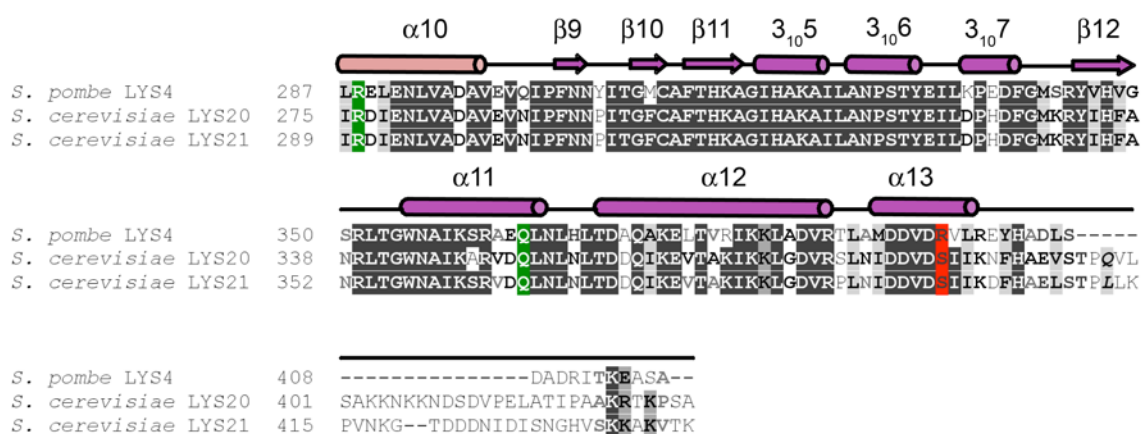 α10 β9 β10 β11 3₁₀5 3₁₀6 3₁₀7 β12
S. pombe LYS4 287 LRELENLVADAVEVQIPFNNYITGMCAFTHKAGIHAKAILANPSTYEILKPEDFGMSRYVHVG
S. cerevisiae LYS20 275 IRDIENLVADAVEVNIPFNNPITGFCAFTHKAGIHAKAILANPSTYEILDPHDFGMKRYIHFA
S. cerevisiae LYS21 289 IRDIENLVADAVEVNIPFNNPITGFCAFTHKAGIHAKAILANPSTYEILDPHDFGMKRYIHFA
α11 α12 α13
S. pombe LYS4 350 SRLTGWNAIKSRAEQLNLHLTDAQAKELTVRIKKLADVRTLAMDDVDRVLREYHADLS-----
S. cerevisiae LYS20 338 NRLTGWNAIKARVDQLNLNLTDDQIKEVTAKIKKLGDVRSLNIDDVDSIIKNFHAEVSTPQVL
S. cerevisiae LYS21 352 NRLTGWNAIKSRVDQLNLNLTDDQIKEVTAKIKKLGDVRPLNIDDVDSIIKDFHAELSTPLLK
S. pombe LYS4 408 ---------------DADRITKEASA--
S. cerevisiae LYS20 401 SAKKNKKNDSDVPELATIPAAKRTKPSA
S. cerevisiae LYS21 415 PVNKG--TDDDNIDISNGHVSKKAKVTK